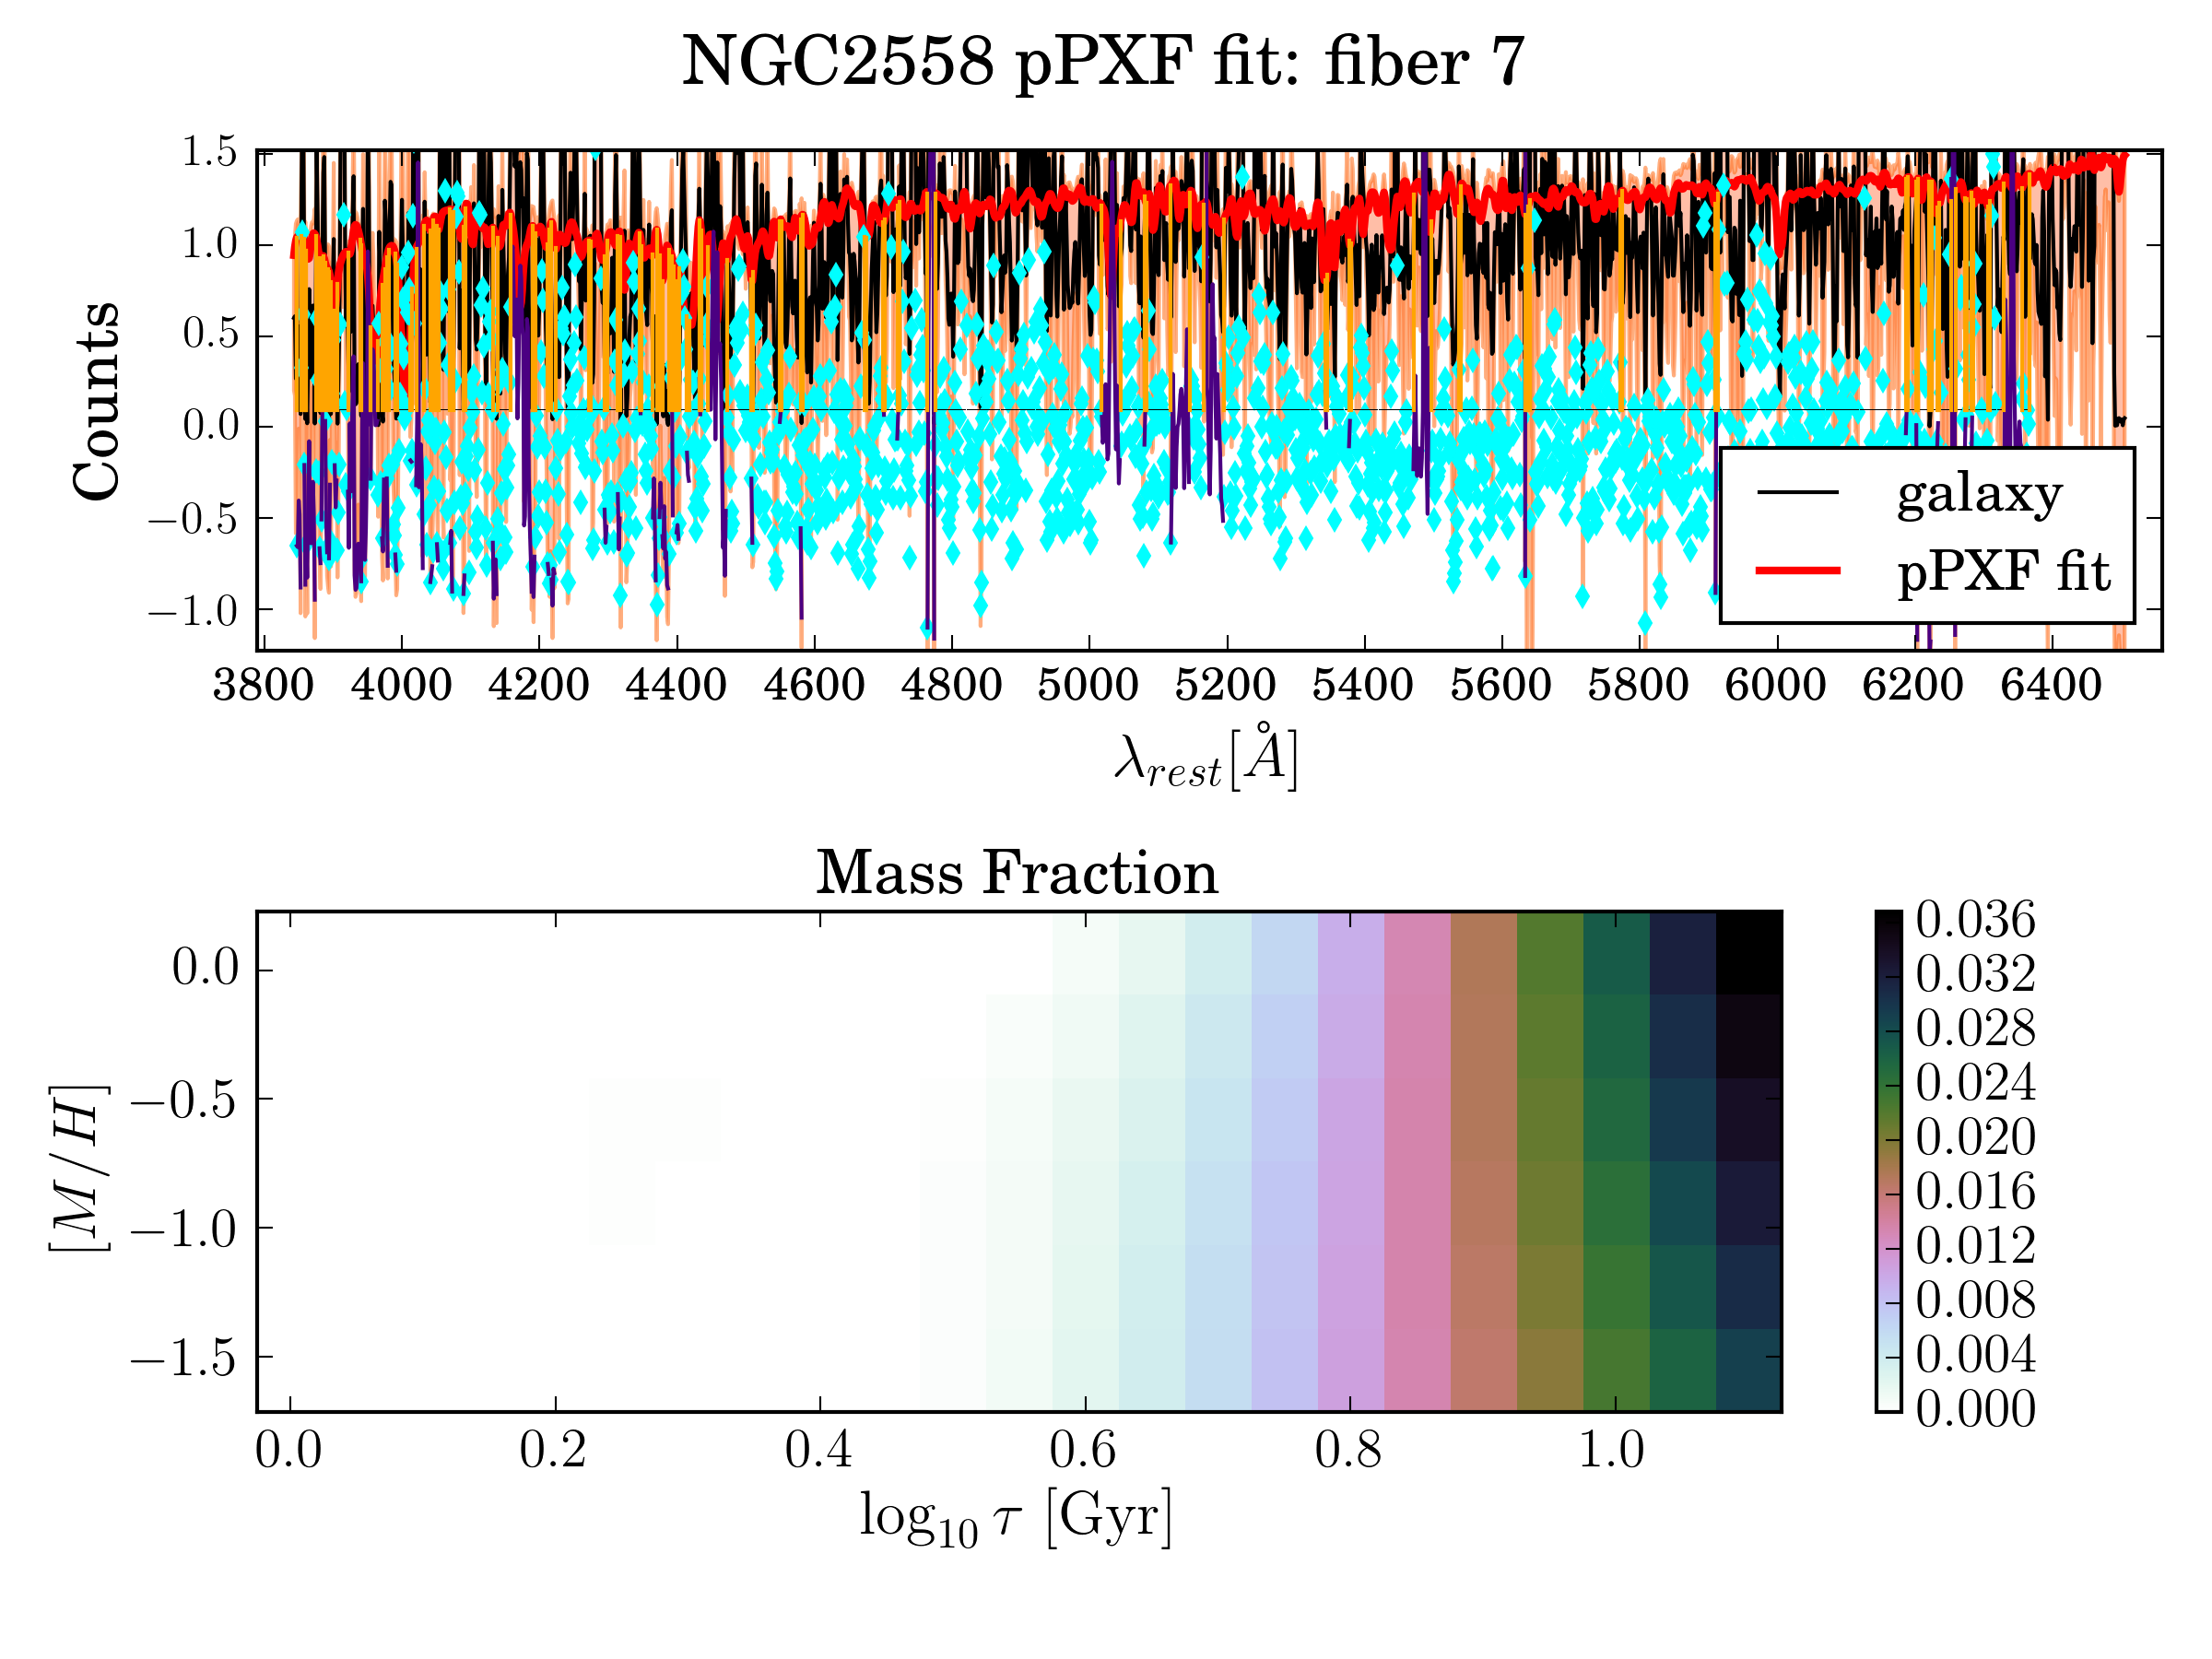 NGC2558 pPXF fit: fiber 7
1.5
1.0
0.5
0.0
−0.5
−1.0
Counts
galaxy
pPXF fit
3800 4000 4200 4400 4600 4800 5000 5200 5400 5600 5800 6000 6200 6400
λrest[Å]
Mass Fraction
0.0
−0.5
−1.0
−1.5
[M/H]
0.0 0.2 0.4 0.6 0.8 1.0
log10 τ [Gyr]
0.036
0.032
0.028
0.024
0.020
0.016
0.012
0.008
0.004
0.000